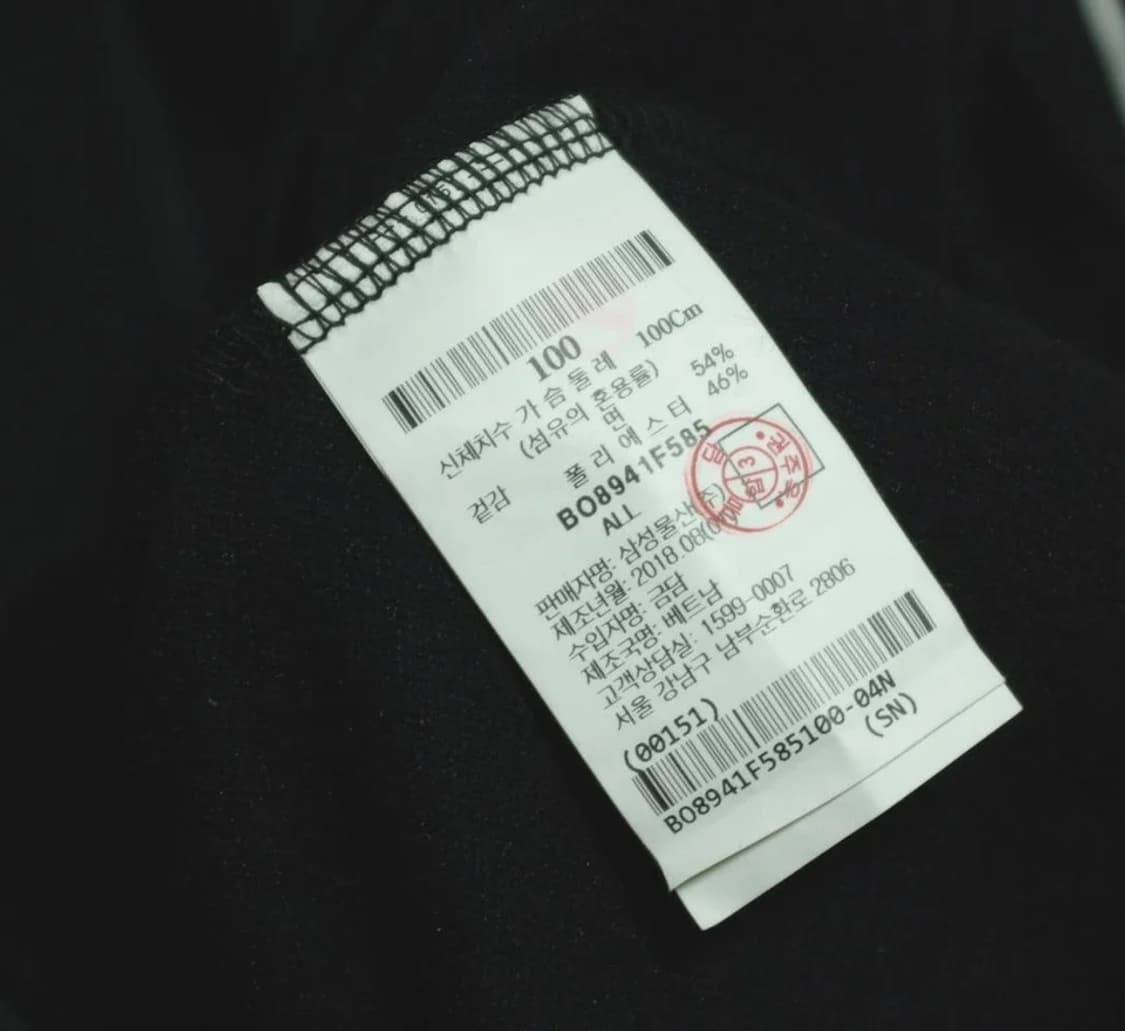 100
신체치수 가 슴 둘 레 100Cm
(섬유의 혼용률)
면 54%
겉감 폴 리 에 스 터 46%
BO8941F585
ALL
판매자명: 삼성물산(주)
제조년월: 2018.08
수입자명: 금담
제조국명: 베트남
고객상담실: 1599-0007
서울 강남구 남부순환로 2806
(00151)
BO8941F585100-04N
(SN)